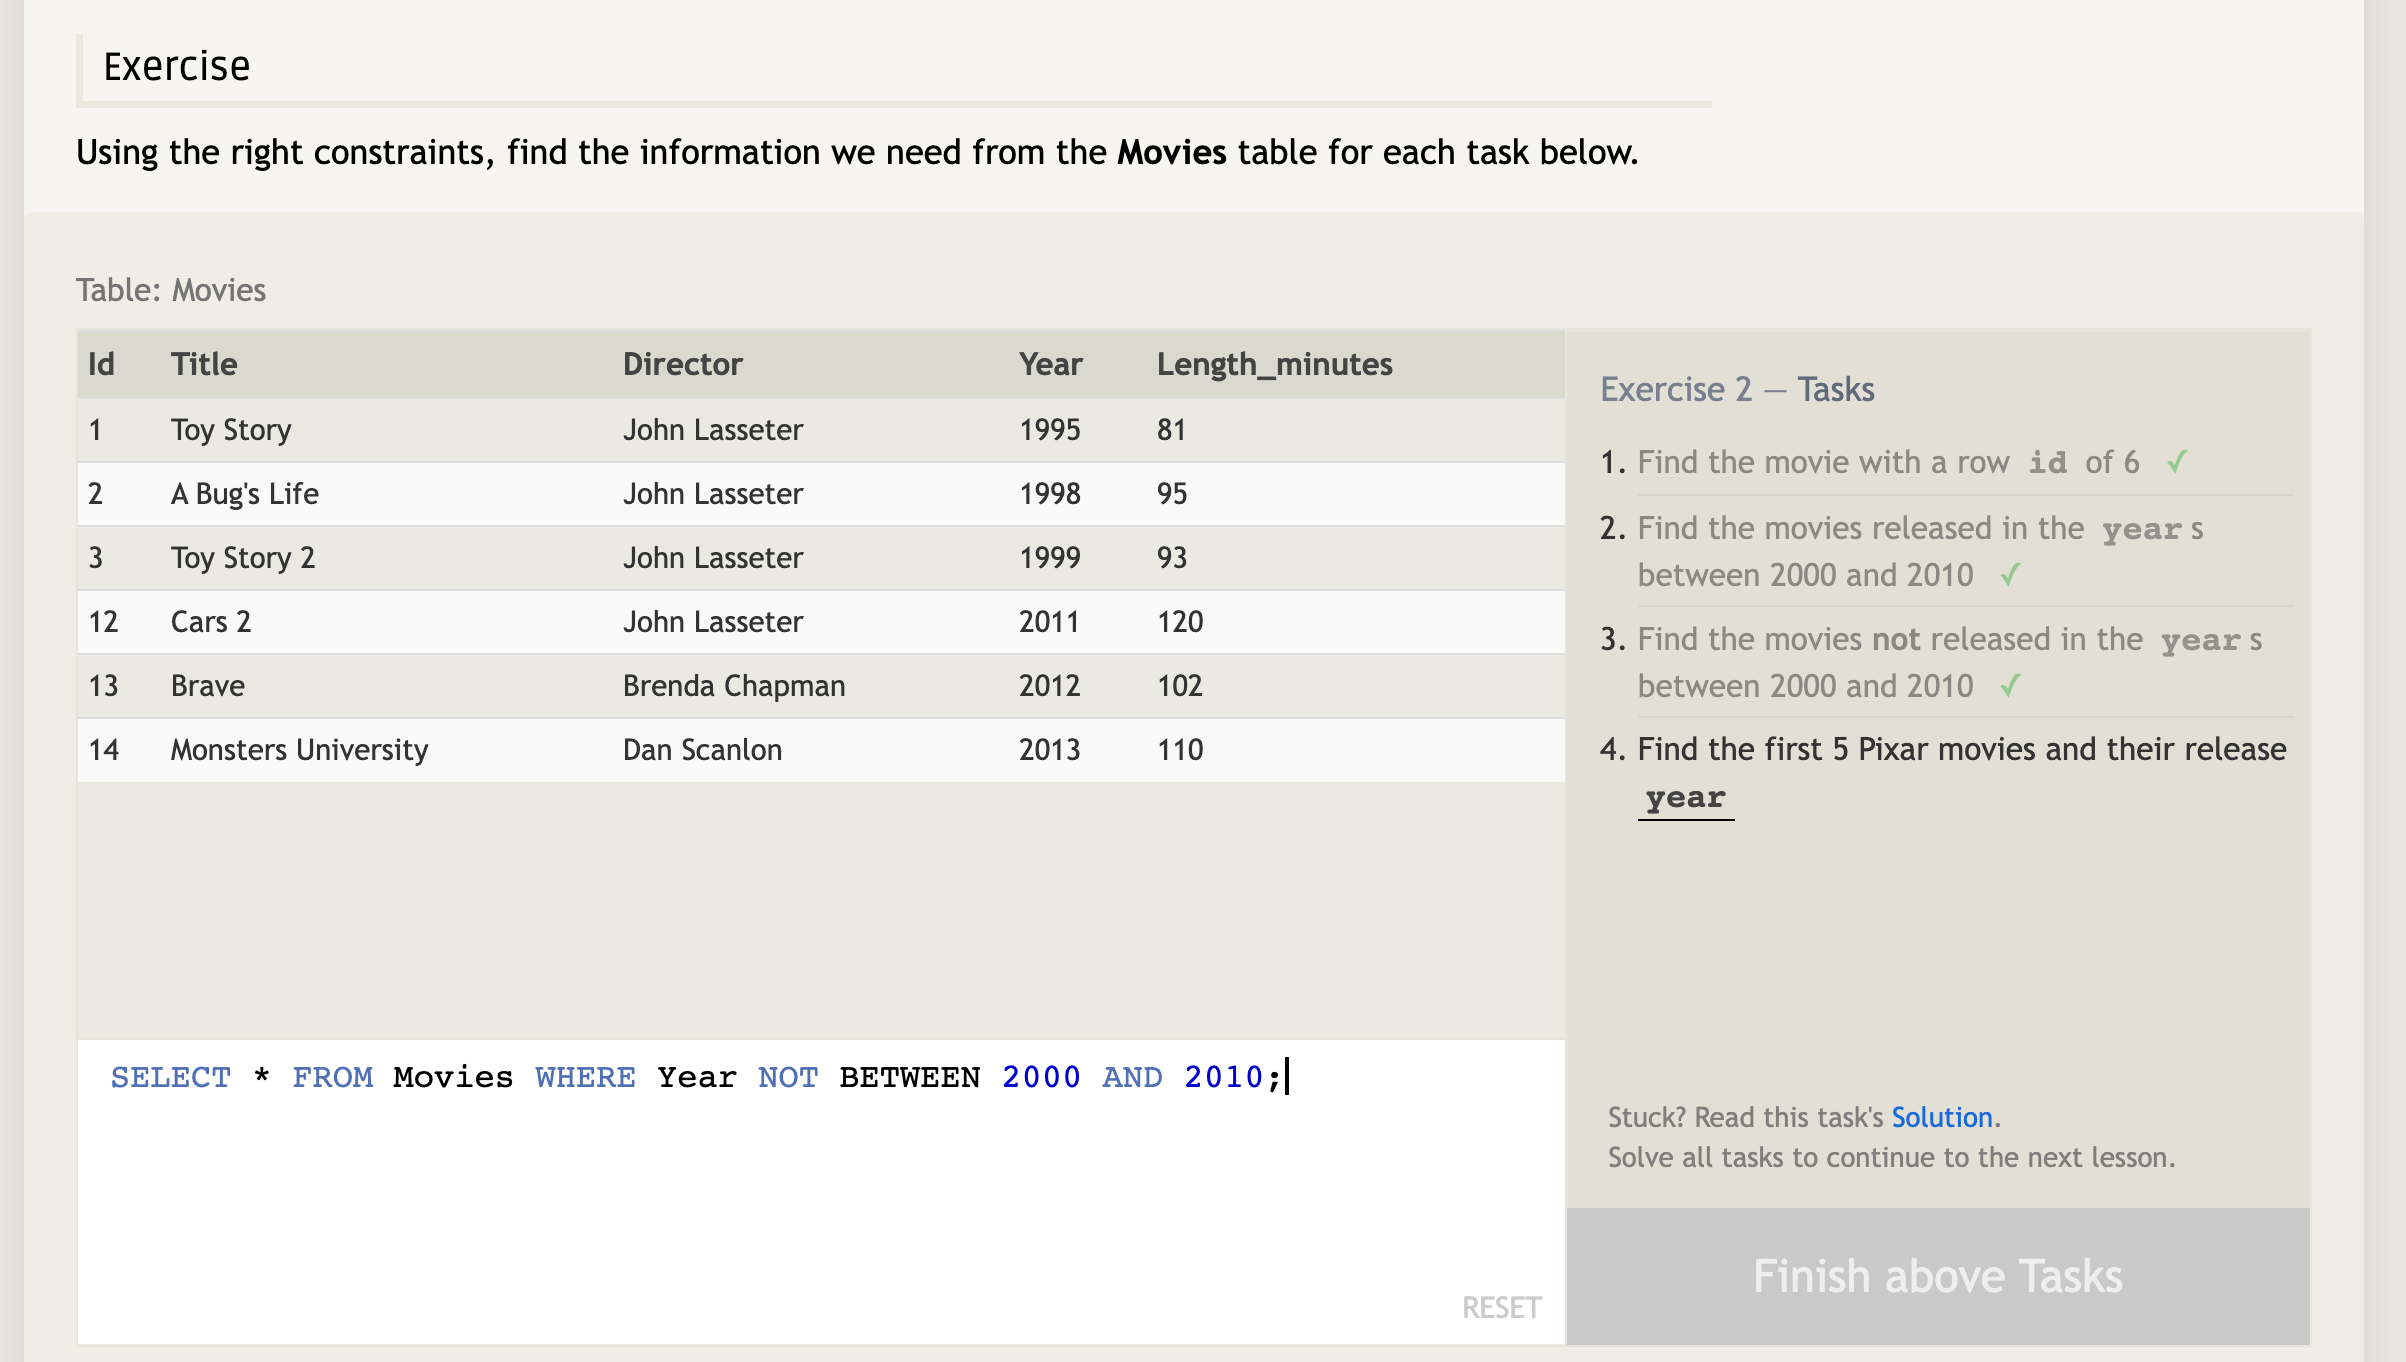 Exercise
Using the right constraints, find the information we need from the Movies table for each task below.
Table: Movies
Id Title Director Year Length_minutes
1 Toy Story John Lasseter 1995 81
2 A Bug's Life John Lasseter 1998 95
3 Toy Story 2 John Lasseter 1999 93
12 Cars 2 John Lasseter 2011 120
13 Brave Brenda Chapman 2012 102
14 Monsters University Dan Scanlon 2013 110
SELECT * FROM Movies WHERE Year NOT BETWEEN 2000 AND 2010;
RESET
Exercise 2 — Tasks
1. Find the movie with a row id of 6 ✓
2. Find the movies released in the year s
between 2000 and 2010 ✓
3. Find the movies not released in the year s
between 2000 and 2010 ✓
4. Find the first 5 Pixar movies and their release
year
Stuck? Read this task's Solution.
Solve all tasks to continue to the next lesson.
Finish above Tasks